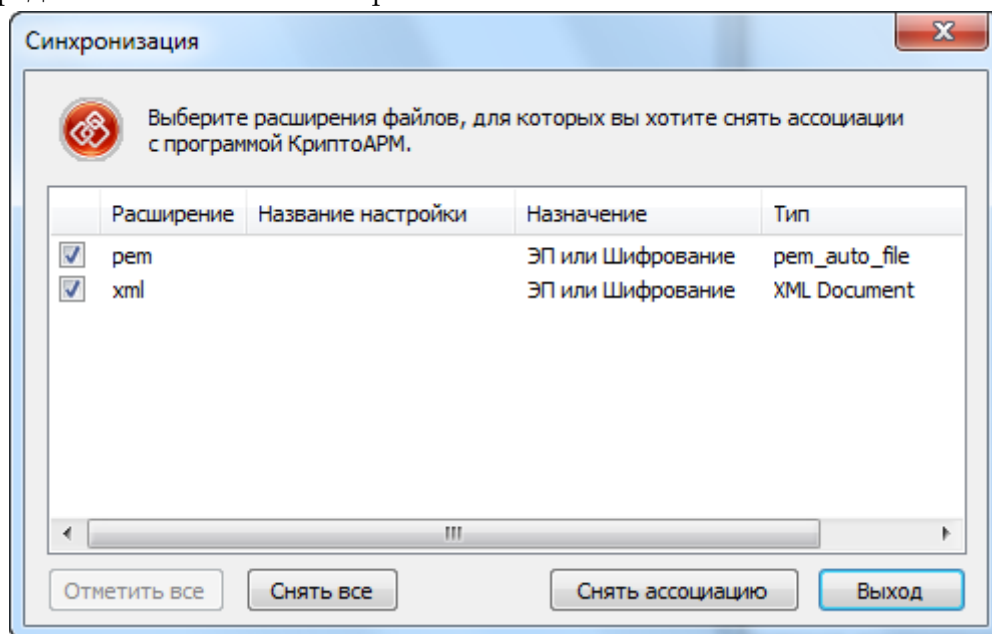 Синхронизация
Выберите расширения файлов, для которых вы хотите снять ассоциации
с программой КриптоАРМ.
Расширение Название настройки Назначение Тип
pem ЭП или Шифрование pem_auto_file
xml ЭП или Шифрование XML Document
Отметить все Снять все Снять ассоциацию Выход